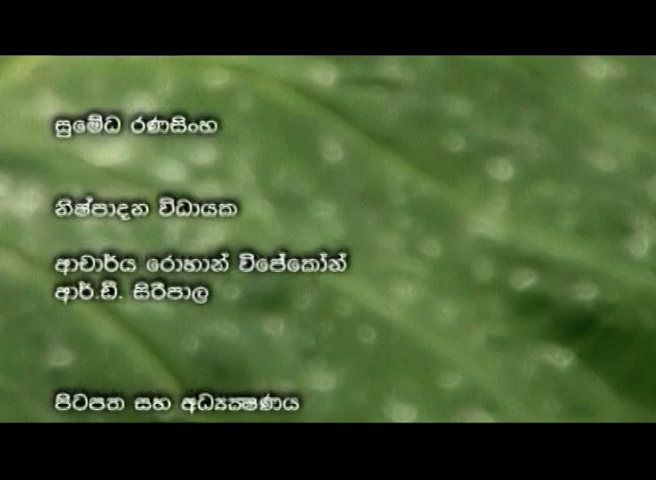 සුමේධ රණසිංහ
නිෂ්පාදන විධායක
ආචාර්ය රොහාන් විජේකෝන්
ආර්.ඩී. සිරිපාල
පිටපත සහ අධ්‍යක්ෂණය